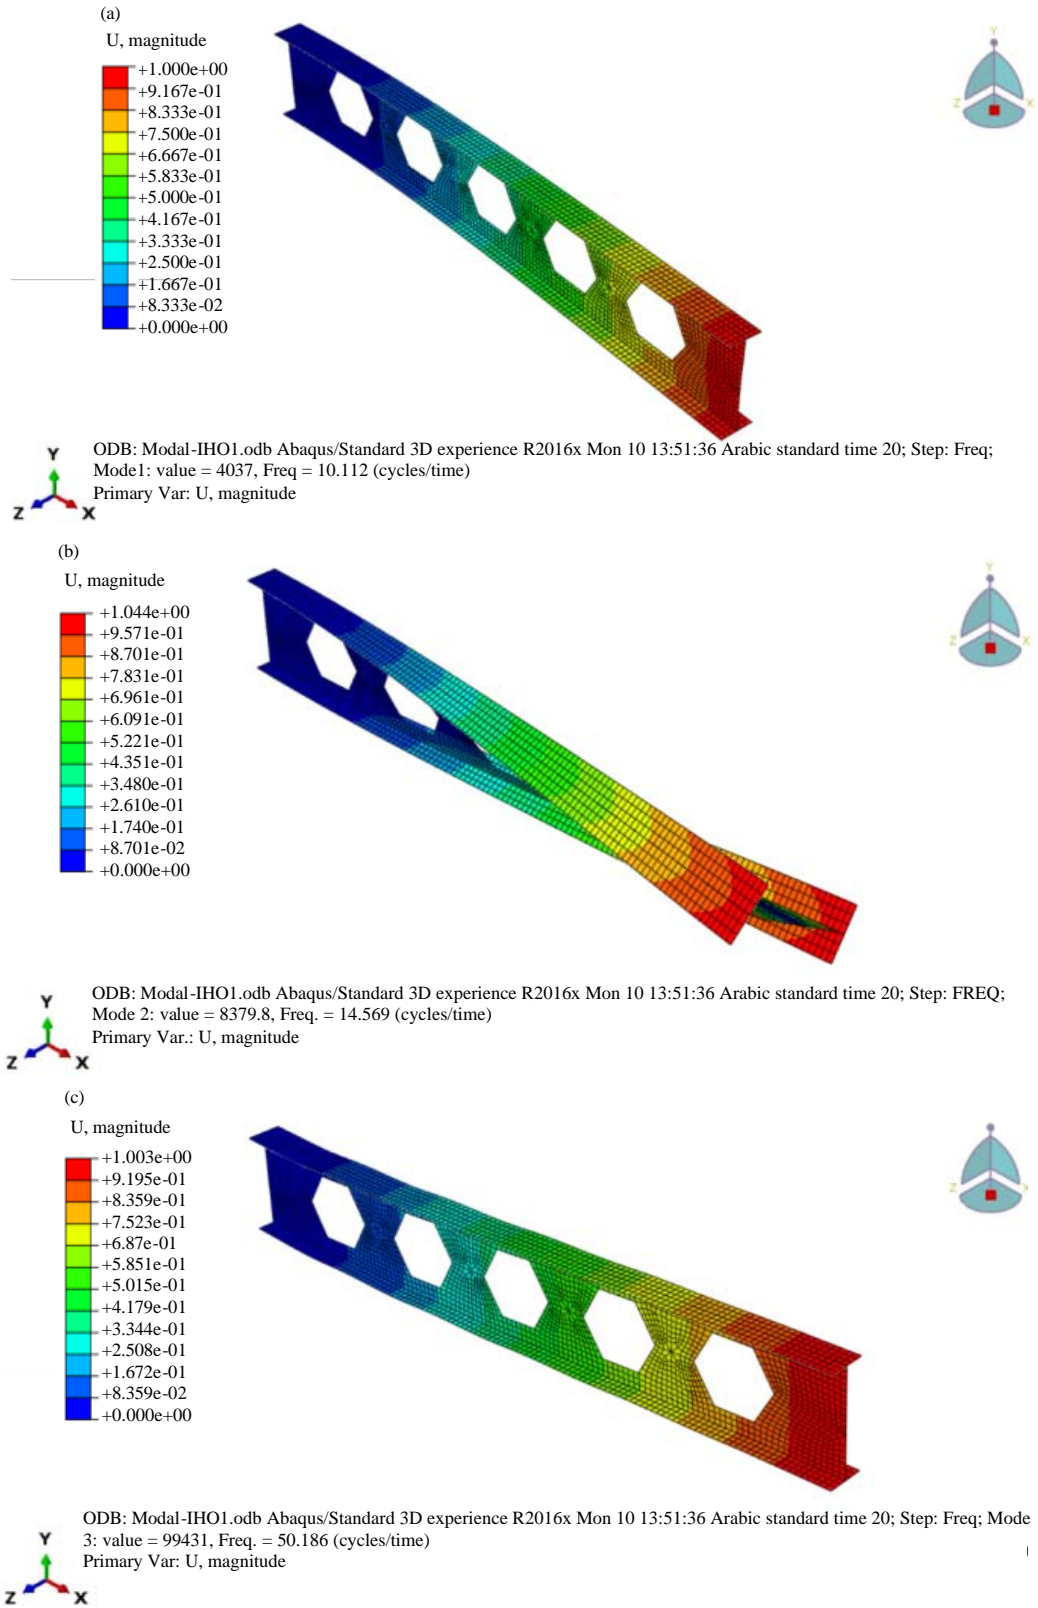 (a)
U, magnitude
+1.000e+00
+9.167e-01
+8.333e-01
+7.500e-01
+6.667e-01
+5.833e-01
+5.000e-01
+4.167e-01
+3.333e-01
+2.500e-01
+1.667e-01
+8.333e-02
+0.000e+00
Y
Z
X
ODB: Modal-IHO1.odb Abaqus/Standard 3D experience R2016x Mon 10 13:51:36 Arabic standard time 20; Step: Freq;
Mode1: value = 4037, Freq = 10.112 (cycles/time)
Primary Var: U, magnitude
Y
Z
X
(b)
U, magnitude
+1.044e+00
+9.571e-01
+8.701e-01
+7.831e-01
+6.961e-01
+6.091e-01
+5.221e-01
+4.351e-01
+3.480e-01
+2.610e-01
+1.740e-01
+8.701e-02
+0.000e+00
Y
Z
X
ODB: Modal-IHO1.odb Abaqus/Standard 3D experience R2016x Mon 10 13:51:36 Arabic standard time 20; Step: FREQ;
Mode 2: value = 8379.8, Freq. = 14.569 (cycles/time)
Primary Var.: U, magnitude
Y
Z
X
(c)
U, magnitude
+1.003e+00
+9.195e-01
+8.359e-01
+7.523e-01
+6.87e-01
+5.851e-01
+5.015e-01
+4.179e-01
+3.344e-01
+2.508e-01
+1.672e-01
+8.359e-02
+0.000e+00
Y
Z
ODB: Modal-IHO1.odb Abaqus/Standard 3D experience R2016x Mon 10 13:51:36 Arabic standard time 20; Step: Freq; Mode
3: value = 99431, Freq. = 50.186 (cycles/time)
Primary Var: U, magnitude
Y
Z
X